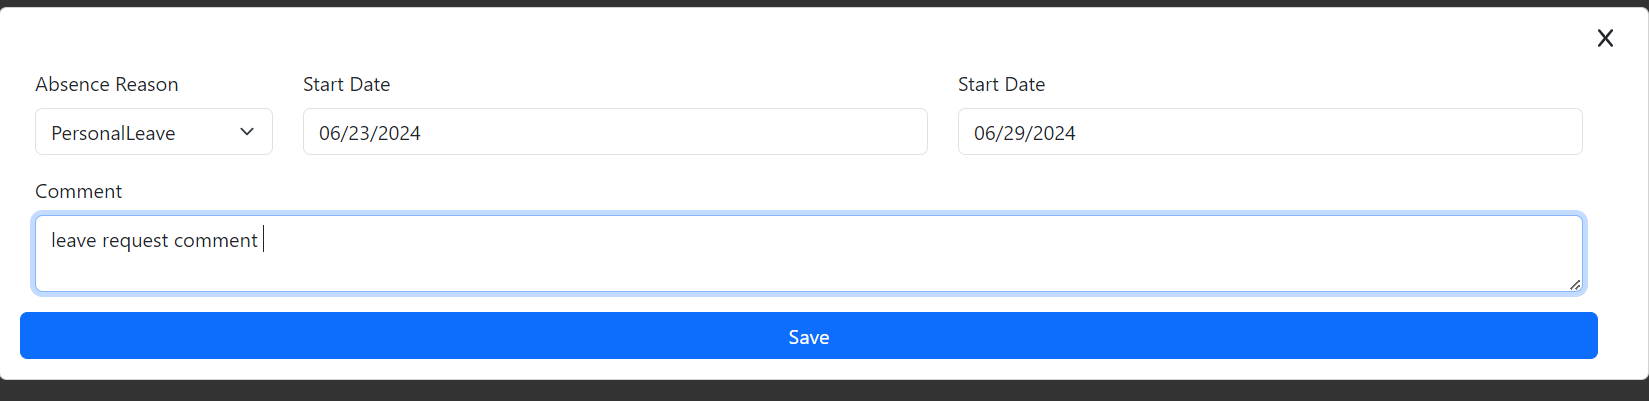 X
Absence Reason Start Date Start Date
PersonalLeave 06/23/2024 06/29/2024
Comment
leave request comment
Save